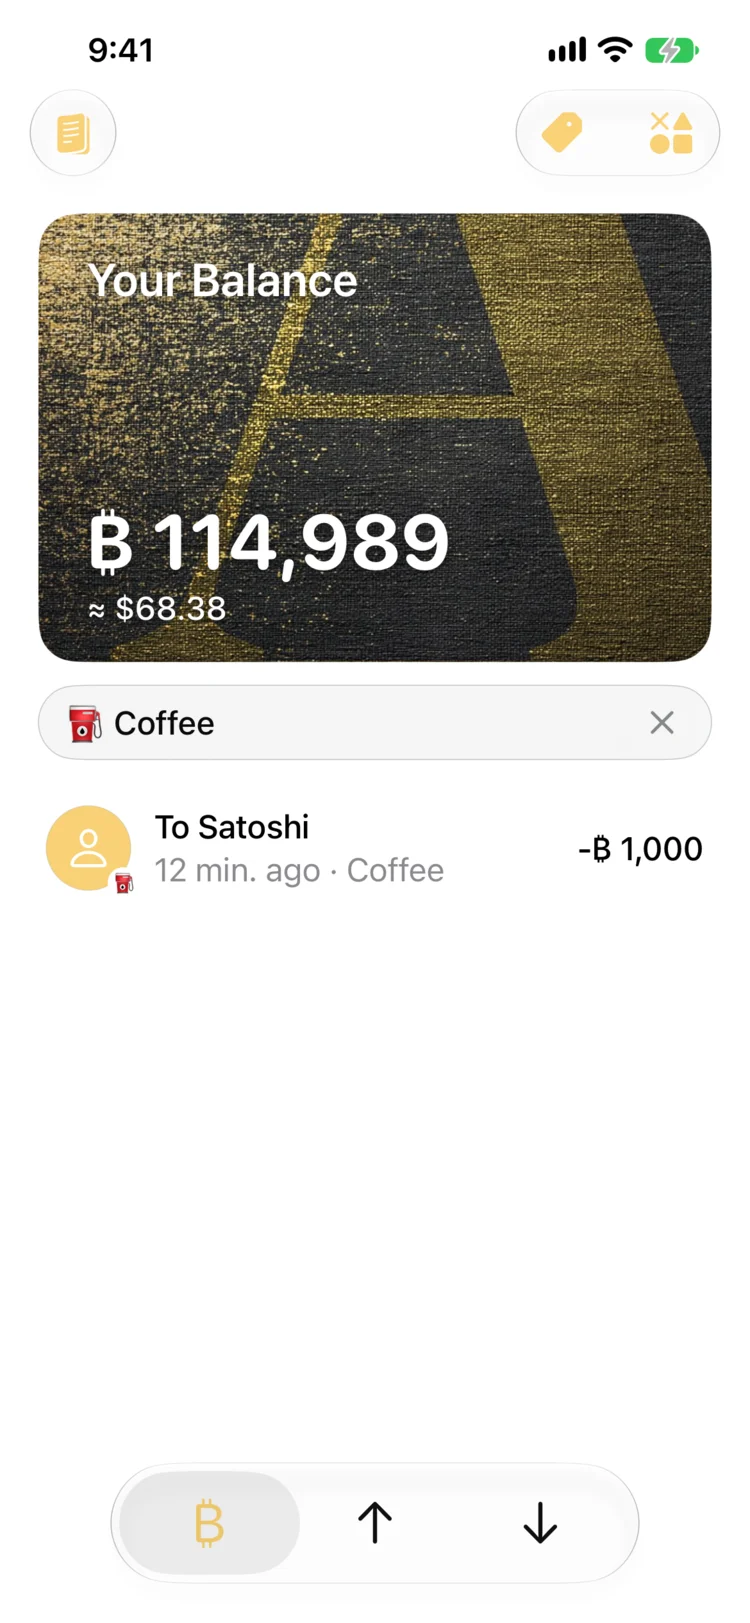 9:41
Your Balance
₿ 114,989
≈ $68.38
⛽ Coffee
To Satoshi
-₿ 1,000
12 min. ago · Coffee